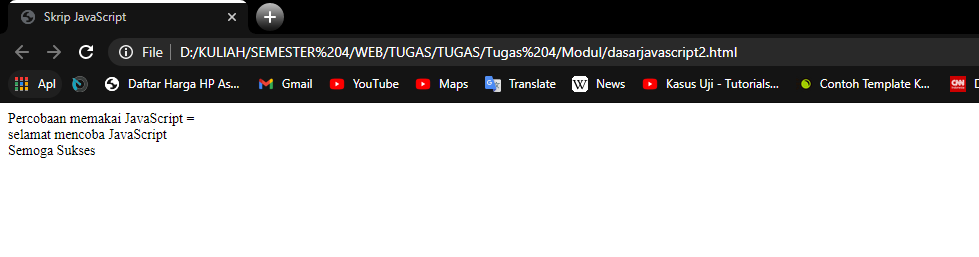 Skrip JavaScript
File | D:/KULIAH/SEMESTER%204/WEB/TUGAS/TUGAS/Tugas%204/Modul/dasarjavascript2.html
Apl Daftar Harga HP As... Gmail YouTube Maps Translate W News Kasus Uji - Tutorials... Contoh Template K... CNN D
Percobaan memakai JavaScript =
selamat mencoba JavaScript
Semoga Sukses